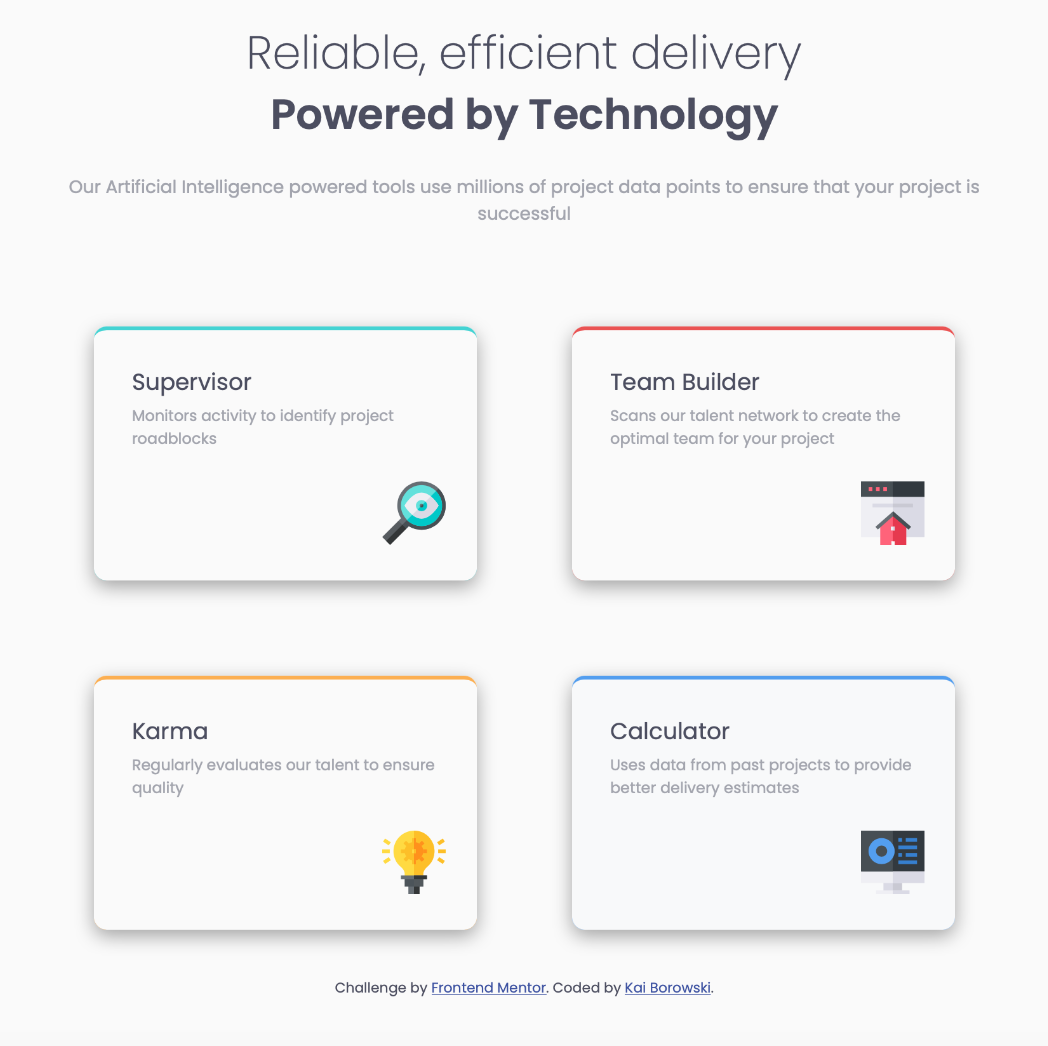 Reliable, efficient delivery
Powered by Technology
Our Artificial Intelligence powered tools use millions of project data points to ensure that your project is
successful
Supervisor
Monitors activity to identify project
roadblocks
Team Builder
Scans our talent network to create the
optimal team for your project
Karma
Regularly evaluates our talent to ensure
quality
Calculator
Uses data from past projects to provide
better delivery estimates
Challenge by Frontend Mentor. Coded by Kai Borowski.